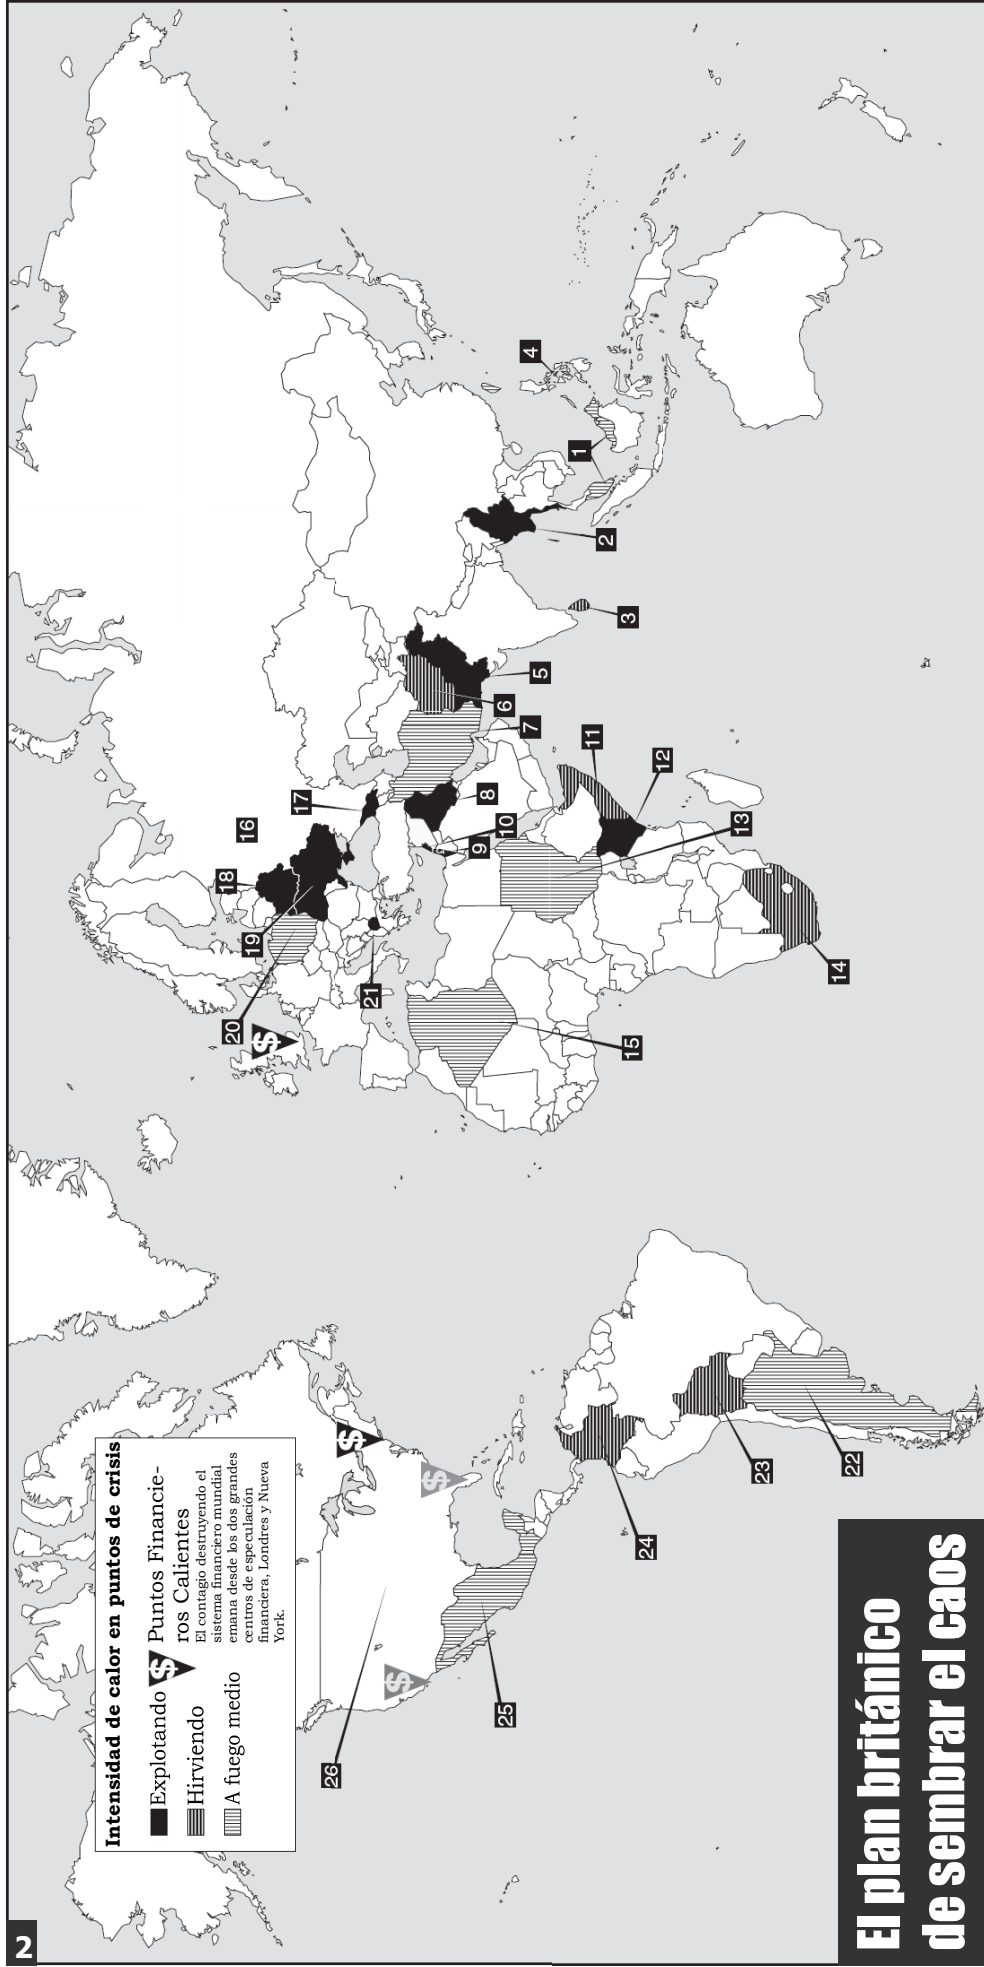 2
Intensidad de calor en puntos de crisis
Explotando
Hirviendo
A fuego medio
$
Puntos Financie-
ros Calientes
El contagio destruyendo el
sistema financiero mundial
emana desde los dos grandes
centros de especulación
financiera, Londres y Nueva
York.
$
$
$
$
26
25
24
23
22
20
19
18
16
17
21
15
14
13
12
11
10
9
8
7
6
5
3
2
1
4
El plan británico
de sembrar el caos